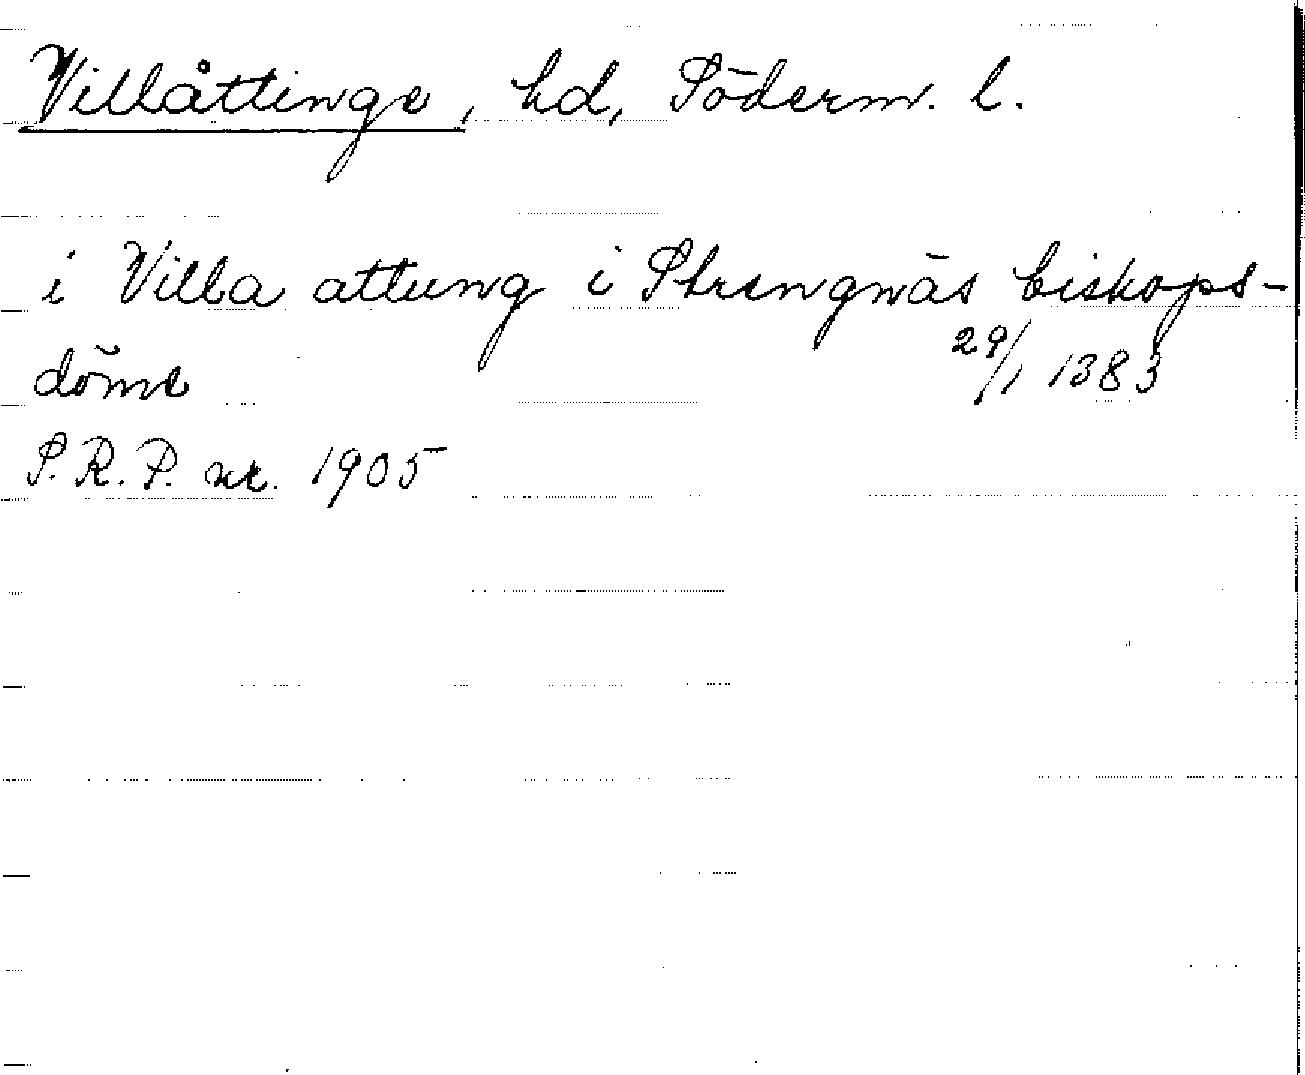 Villåttinge, hd, Söderm. l.
i Villa attung i Strengnäs biskops-
döme 29/1 1383
S.R.P. nr. 1905